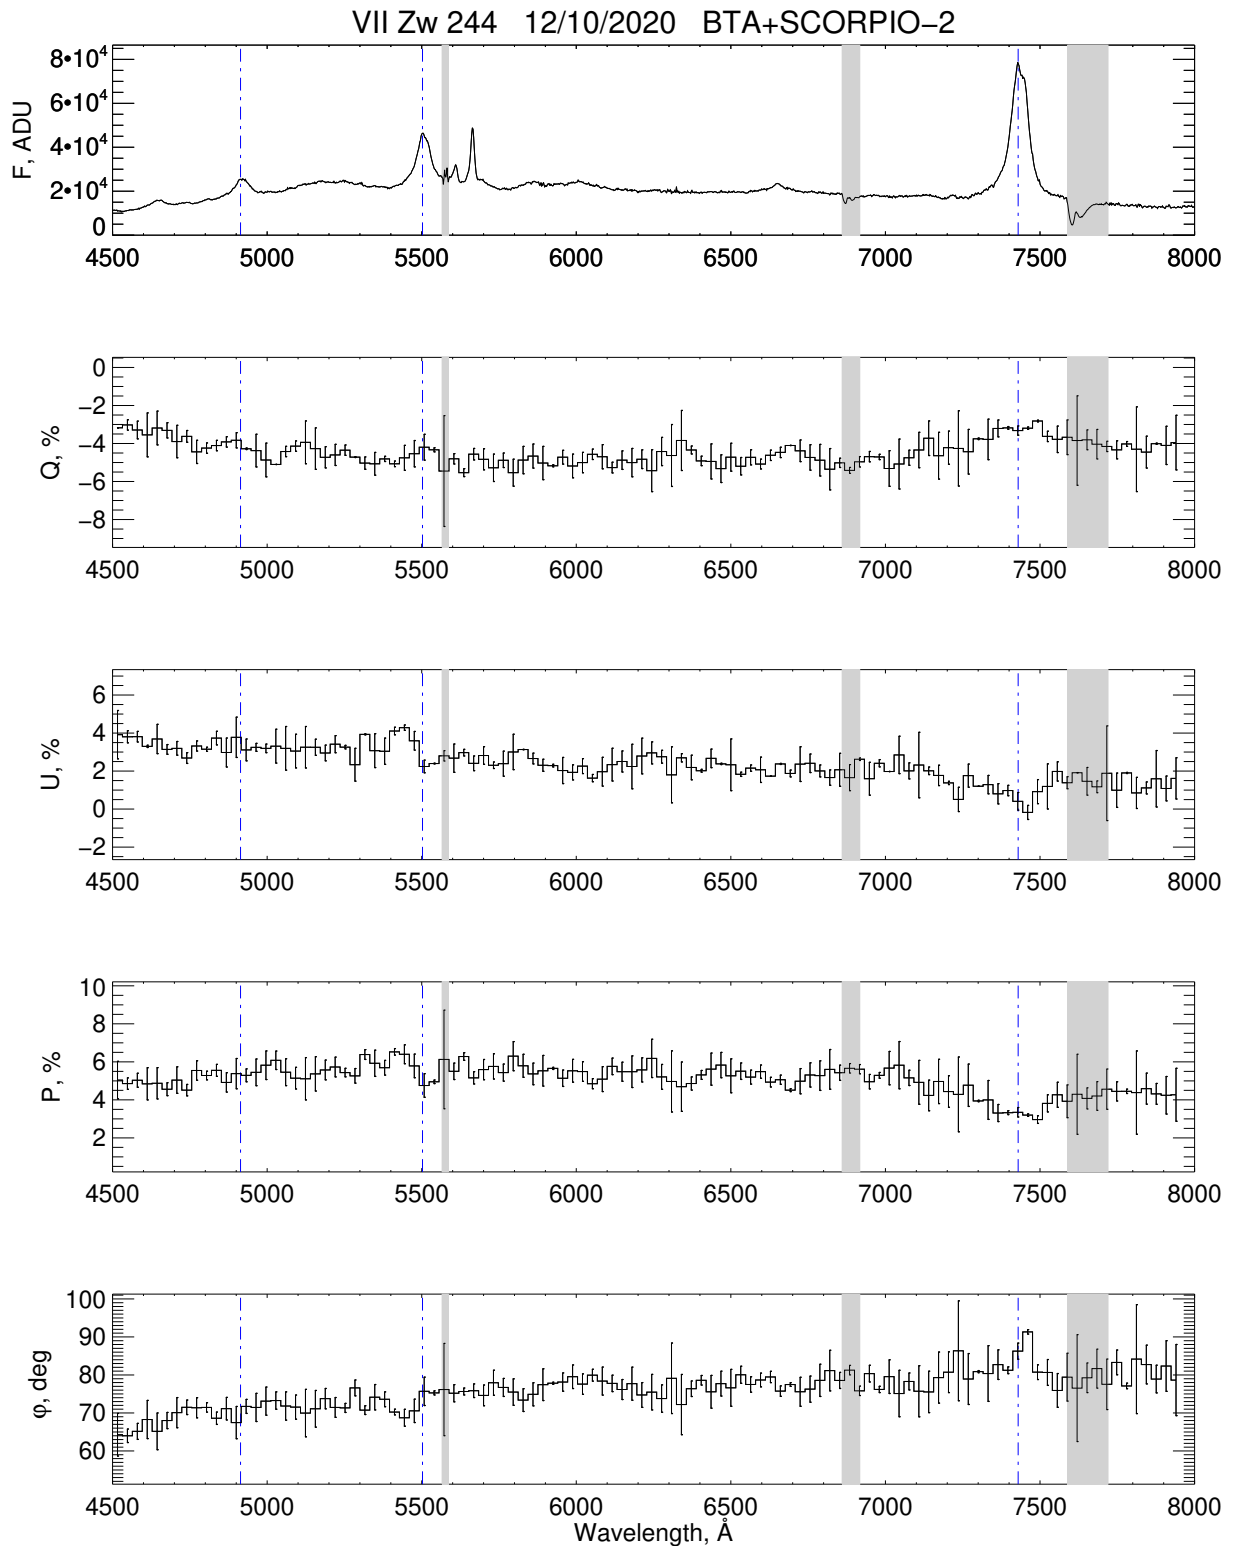 VII Zw 244 12/10/2020 BTA+SCORPIO−2
F, ADU
8•10⁴
6•10⁴
4•10⁴
2•10⁴
0
4500 5000 5500 6000 6500 7000 7500 8000
Q, %
0
−2
−4
−6
−8
4500 5000 5500 6000 6500 7000 7500 8000
U, %
6
4
2
0
−2
4500 5000 5500 6000 6500 7000 7500 8000
P, %
10
8
6
4
2
4500 5000 5500 6000 6500 7000 7500 8000
φ, deg
100
90
80
70
60
4500 5000 5500 6000 6500 7000 7500 8000
Wavelength, Å